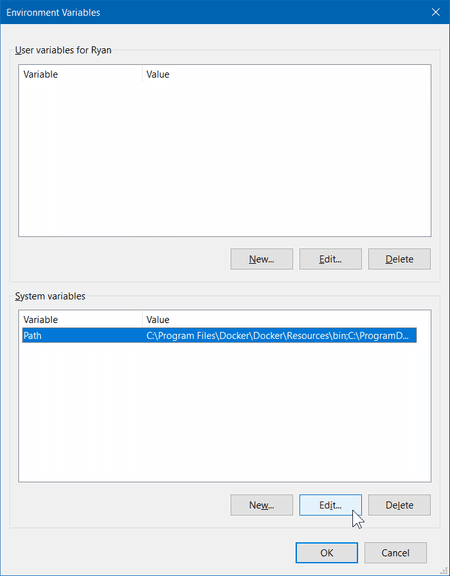 Environment Variables
User variables for Ryan
Variable Value
New... Edit... Delete
System variables
Variable Value
Path C:\Program Files\Docker\Docker\Resources\bin;C:\ProgramD...
New... Edit... Delete
OK Cancel